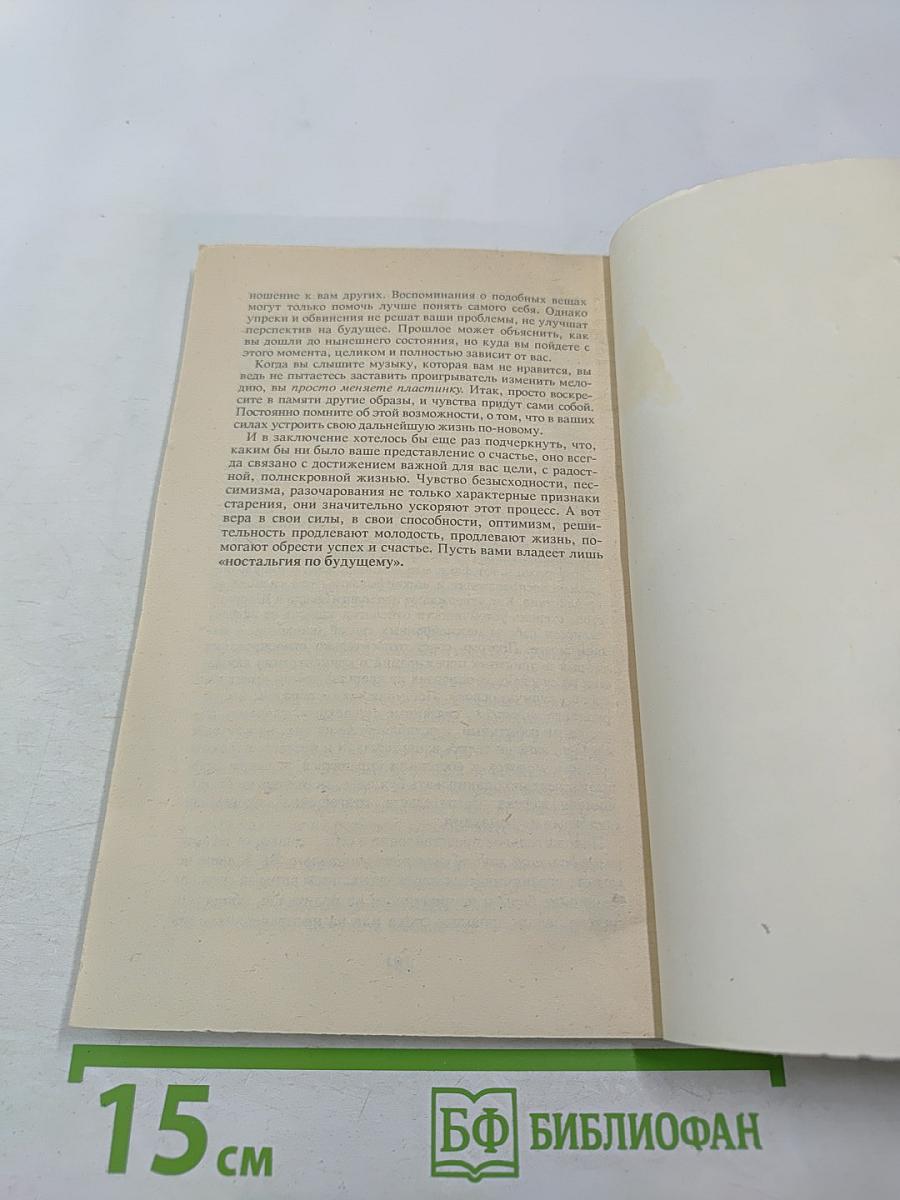 ношение к вам других. Воспоминания о подобных вещах
могут только помочь лучше понять самого себя. Однако
упреки и обвинения не решат ваши проблемы, не улучшат
перспектив на будущее. Прошлое может объяснить, как
вы дошли до нынешнего состояния, но куда вы пойдете с
этого момента, целиком и полностью зависит от вас.
Когда вы слышите музыку, которая вам не нравится, вы
ведь не пытаетесь заставить проигрыватель изменить мело-
дию, вы просто меняете пластинку. Итак, просто воскре-
сите в памяти другие образы, и чувства придут сами собой.
Постоянно помните об этой возможности, о том, что в ваших
силах устроить свою дальнейшую жизнь по-новому.
И в заключение хотелось бы еще раз подчеркнуть, что,
каким бы ни было ваше представление о счастье, оно всег-
да связано с достижением важной для вас цели, с радост-
ной, полнекровной жизнью. Чувство безысходности, пес-
симизма, разочарования не только характерные признаки
старения, они значительно ускоряют этот процесс. А вот
вера в свои силы, в свои способности, оптимизм, реши-
тельность продлевают молодость, продлевают жизнь, по-
могают обрести успех и счастье. Пусть вами владеет лишь
«ностальгия по будущему».
15 см
БФ БИБЛИОФАН